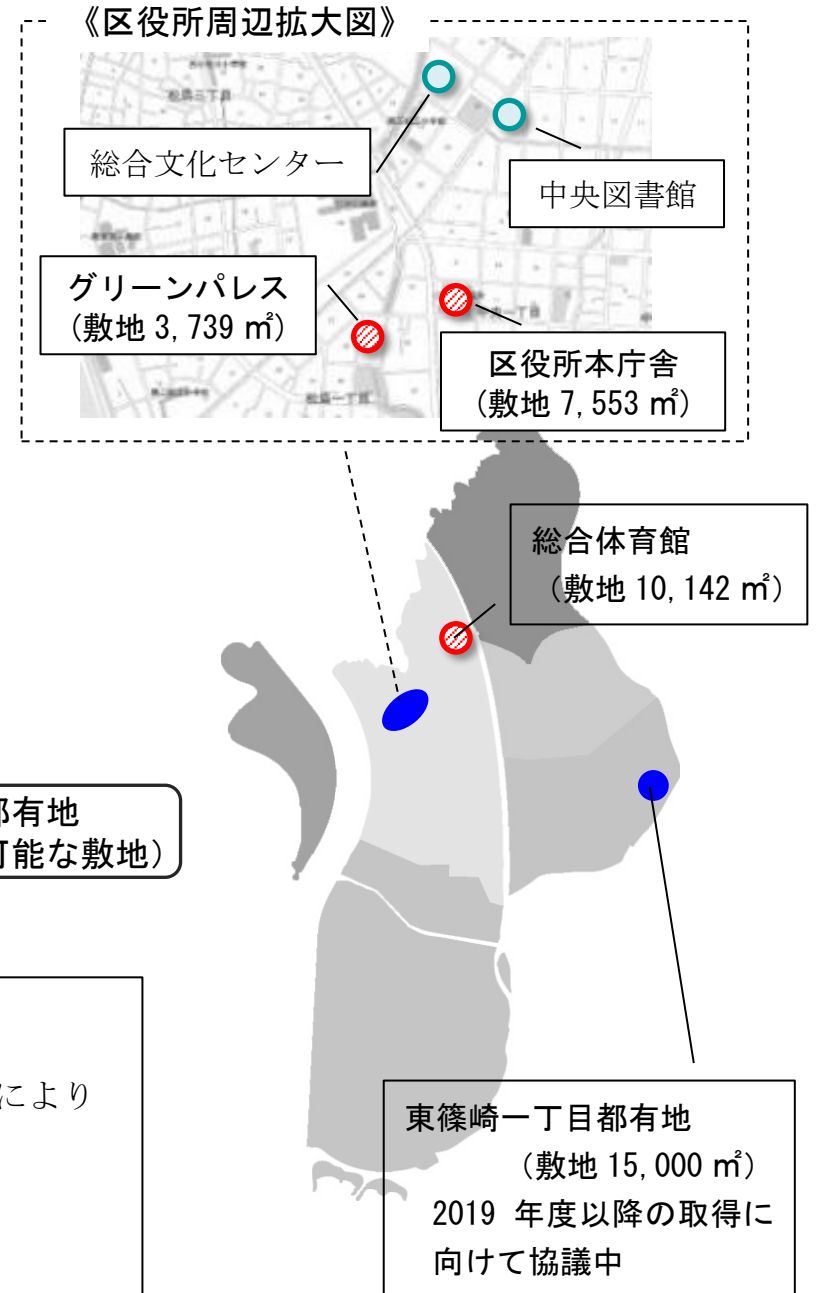 《区役所周辺拡大図》
総合文化センター
中央図書館
グリーンパレス
(敷地 3,739 ㎡)
区役所本庁舎
(敷地 7,553 ㎡)
総合体育館
(敷地 10,142 ㎡)
都有地
可能な敷地)
により
東篠崎一丁目都有地
(敷地 15,000 ㎡)
2019 年度以降の取得に
向けて協議中